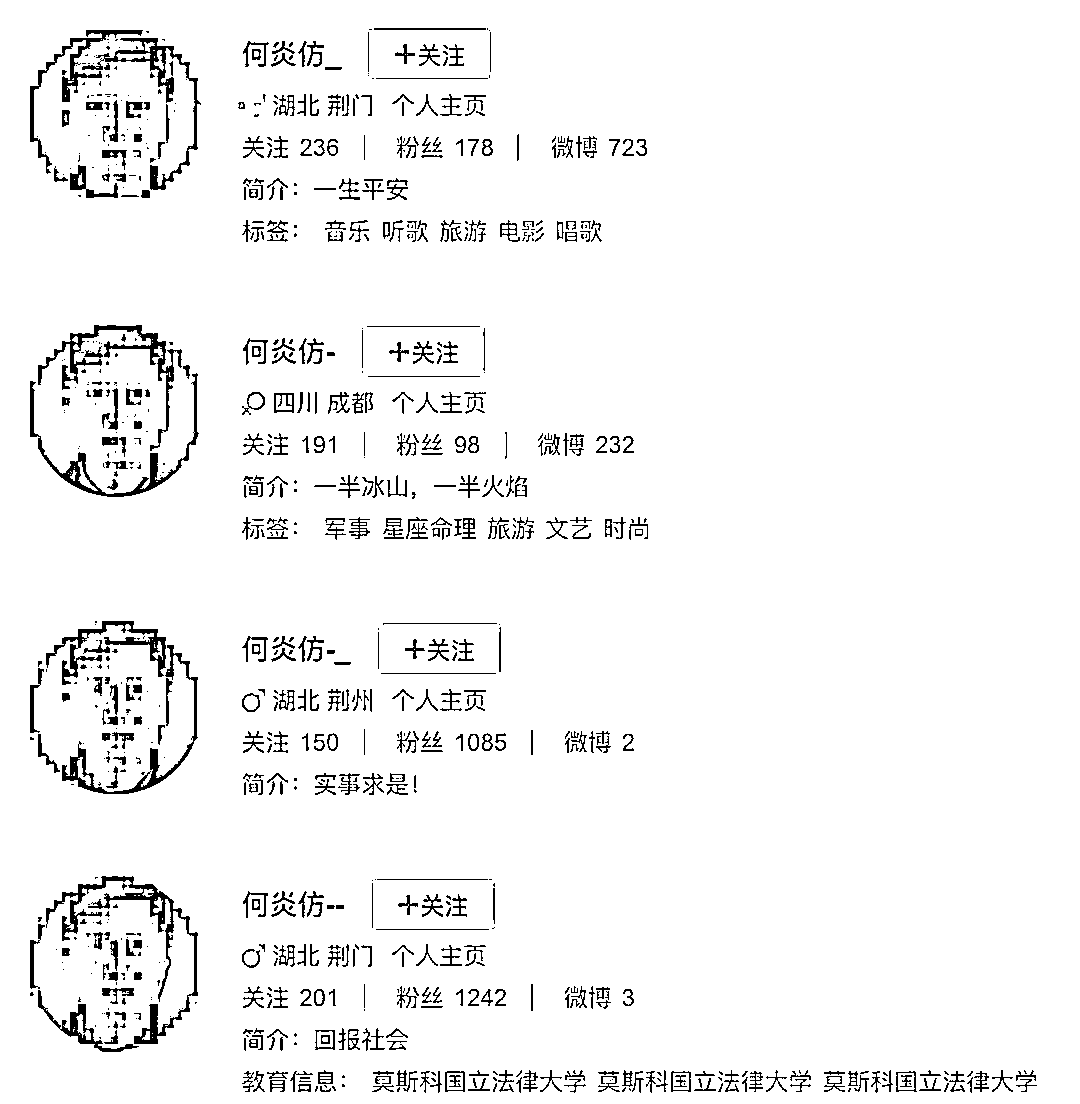 何炎仿_ +关注
湖北 荆门 个人主页
关注 236 | 粉丝 178 | 微博 723
简介：一生平安
标签： 音乐 听歌 旅游 电影 唱歌
何炎仿- +关注
♀ 四川 成都 个人主页
关注 191 | 粉丝 98 | 微博 232
简介：一半冰山，一半火焰
标签： 军事 星座命理 旅游 文艺 时尚
何炎仿-_ +关注
♂ 湖北 荆州 个人主页
关注 150 | 粉丝 1085 | 微博 2
简介：实事求是！
何炎仿-- +关注
♂ 湖北 荆门 个人主页
关注 201 | 粉丝 1242 | 微博 3
简介：回报社会
教育信息： 莫斯科国立法律大学 莫斯科国立法律大学 莫斯科国立法律大学